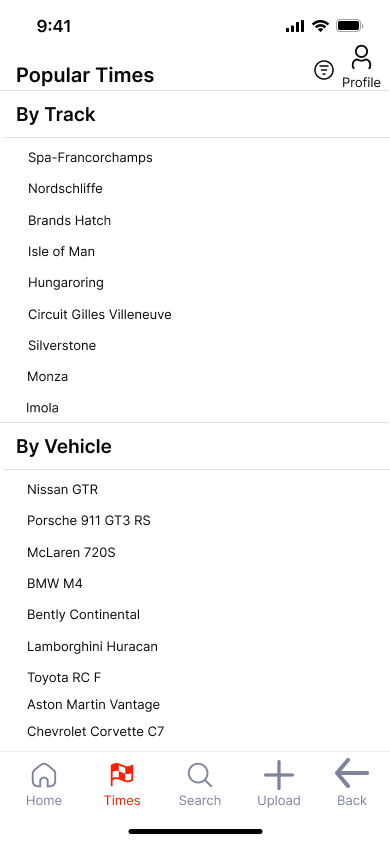 9:41
Popular Times
Profile
By Track
Spa-Francorchamps
Nordschliffe
Brands Hatch
Isle of Man
Hungaroring
Circuit Gilles Villeneuve
Silverstone
Monza
Imola
By Vehicle
Nissan GTR
Porsche 911 GT3 RS
McLaren 720S
BMW M4
Bently Continental
Lamborghini Huracan
Toyota RC F
Aston Martin Vantage
Chevrolet Corvette C7
Home Times Search Upload Back